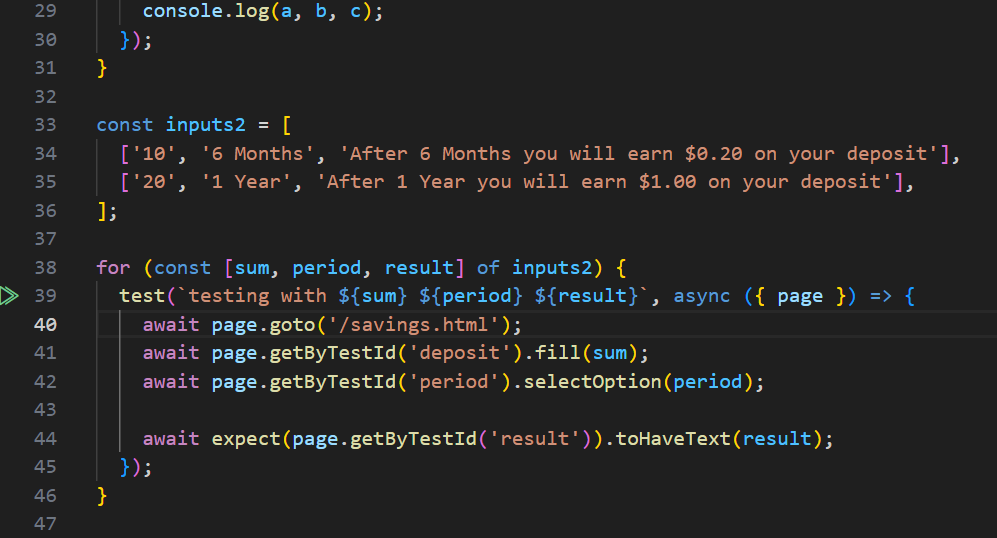 29 console.log(a, b, c);
30 });
31 }
32
33 const inputs2 = [
34 ['10', '6 Months', 'After 6 Months you will earn $0.20 on your deposit'],
35 ['20', '1 Year', 'After 1 Year you will earn $1.00 on your deposit'],
36 ];
37
38 for (const [sum, period, result] of inputs2) {
39 test(`testing with ${sum} ${period} ${result}`, async ({ page }) => {
40 await page.goto('/savings.html');
41 await page.getByTestId('deposit').fill(sum);
42 await page.getByTestId('period').selectOption(period);
43
44 await expect(page.getByTestId('result')).toHaveText(result);
45 });
46 }
47